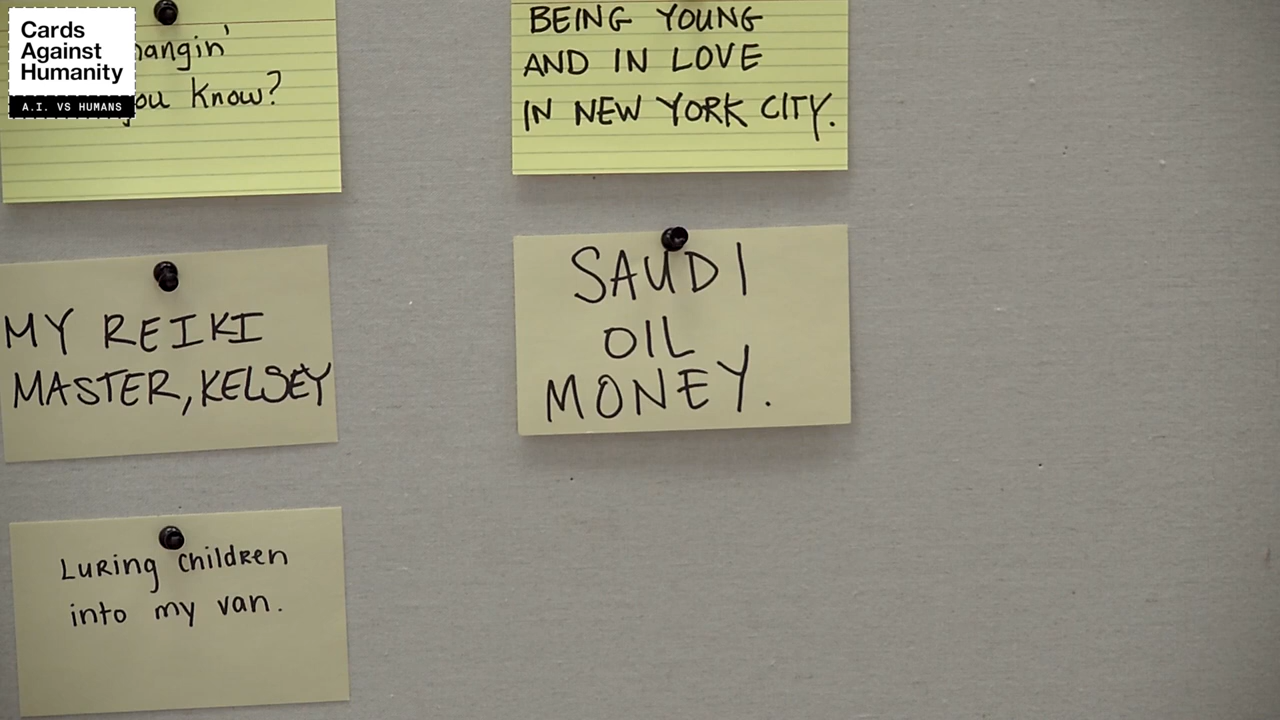 Cards
Against
Humanity
A.I. VS HUMANS
hangin'
you know?
BEING YOUNG
AND IN LOVE
IN NEW YORK CITY.
MY REIKI
MASTER, KELSEY
SAUDI
OIL
MONEY.
Luring children
into my van.